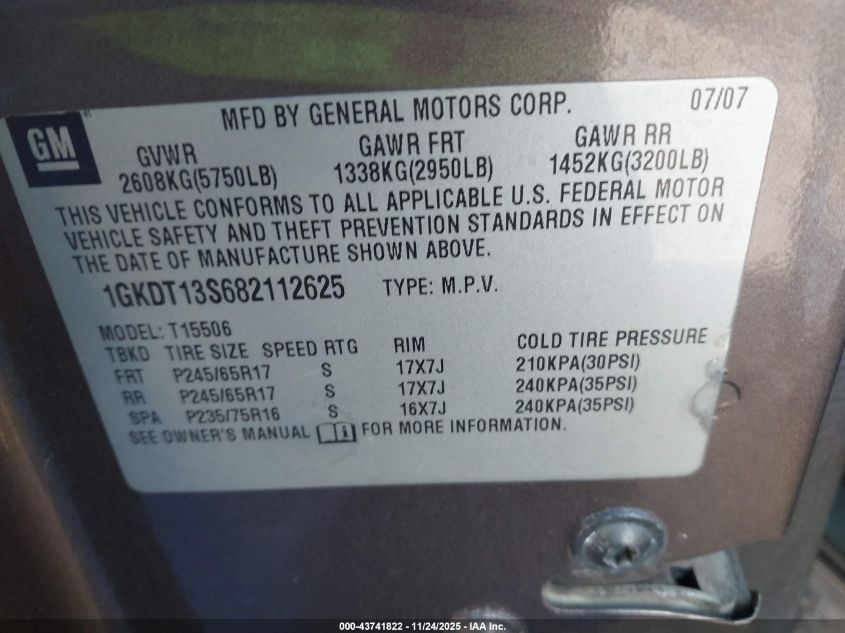 MFD BY GENERAL MOTORS CORP. 07/07
GM ®
GVWR GAWR FRT GAWR RR
2608KG(5750LB) 1338KG(2950LB) 1452KG(3200LB)
THIS VEHICLE CONFORMS TO ALL APPLICABLE U.S. FEDERAL MOTOR
VEHICLE SAFETY AND THEFT PREVENTION STANDARDS IN EFFECT ON
THE DATE OF MANUFACTURE SHOWN ABOVE.
1GKDT13S682112625 TYPE: M.P.V.
MODEL: T15506
TBKD TIRE SIZE SPEED RTG RIM COLD TIRE PRESSURE
FRT P245/65R17 S 17X7J 210KPA(30PSI)
RR P245/65R17 S 17X7J 240KPA(35PSI)
SPA P235/75R16 S 16X7J 240KPA(35PSI)
SEE OWNER'S MANUAL FOR MORE INFORMATION.
000-43741822 - 11/24/2025 - IAA Inc.